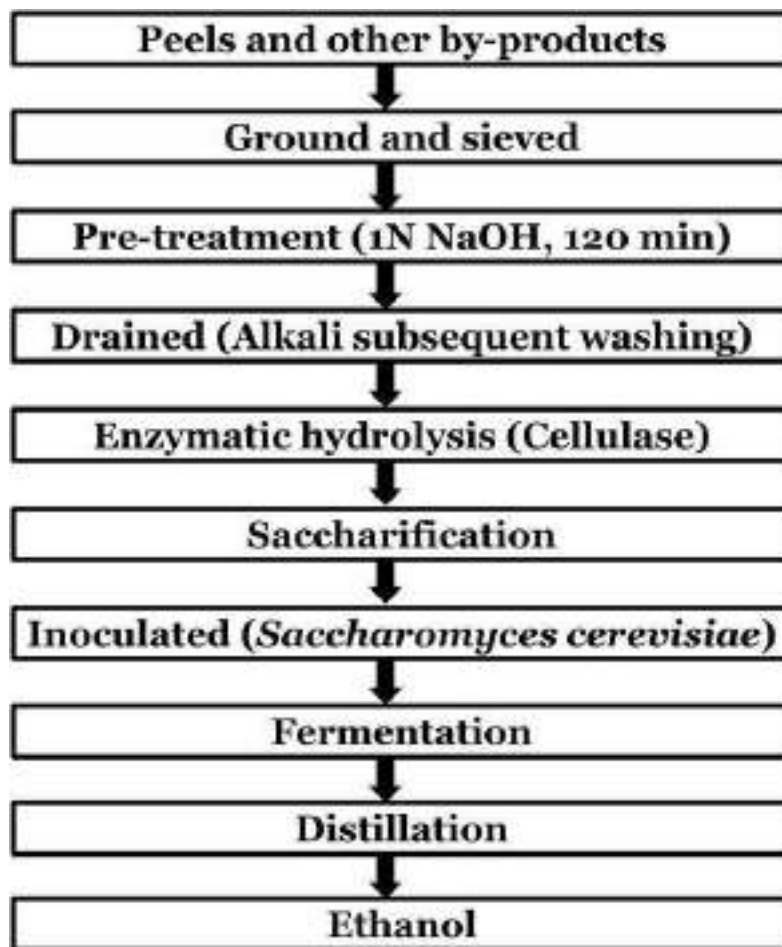 Peels and other by-products
Ground and sieved
Pre-treatment (1N NaOH, 120 min)
Drained (Alkali subsequent washing)
Enzymatic hydrolysis (Cellulase)
Saccharification
Inoculated (Saccharomyces cerevisiae)
Fermentation
Distillation
Ethanol